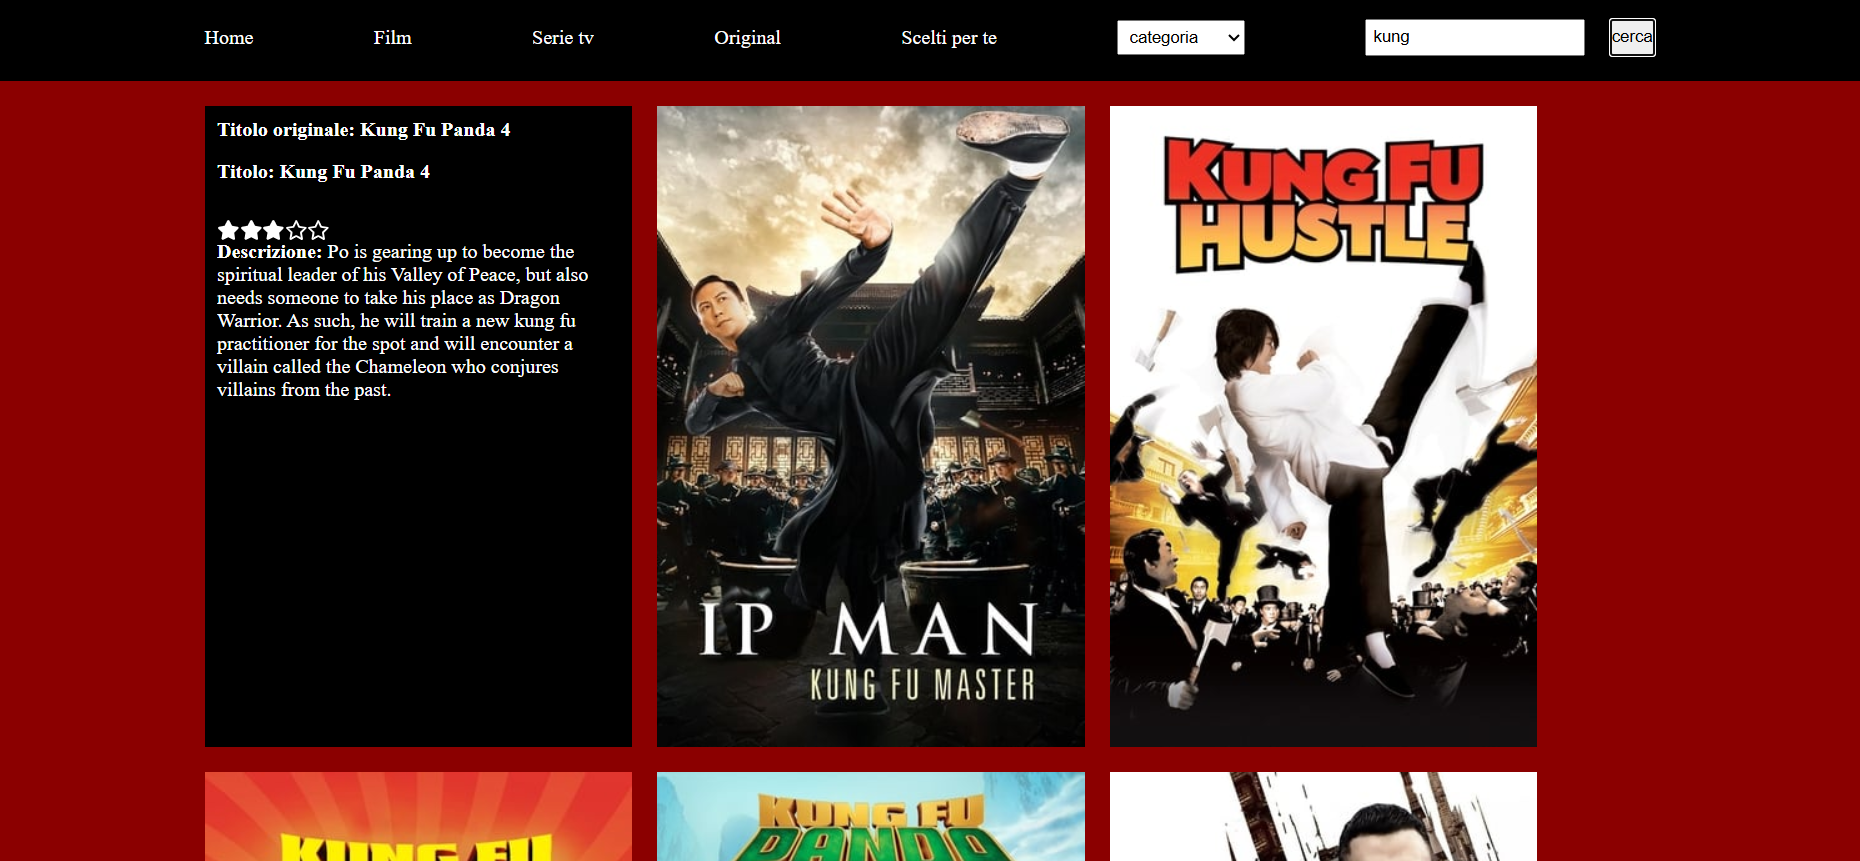 Home Film Serie tv Original Scelti per te categoria kung cerca
Titolo originale: Kung Fu Panda 4
Titolo: Kung Fu Panda 4
Descrizione: Po is gearing up to become the
spiritual leader of his Valley of Peace, but also
needs someone to take his place as Dragon
Warrior. As such, he will train a new kung fu
practitioner for the spot and will encounter a
villain called the Chameleon who conjures
villains from the past.
IP MAN
KUNG FU MASTER
KUNG FU
HUSTLE
KUNG FU
KUNG FU
PANDA